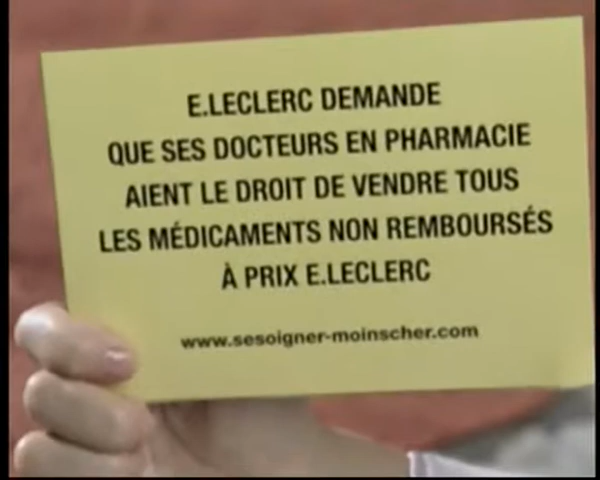 E.LECLERC DEMANDE
QUE SES DOCTEURS EN PHARMACIE
AIENT LE DROIT DE VENDRE TOUS
LES MÉDICAMENTS NON REMBOURSÉS
À PRIX E.LECLERC
www.sesoigner-moinscher.com